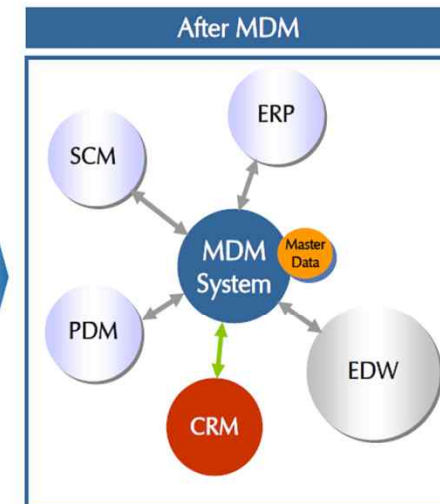 After MDM
ERP
SCM
MDM
System
Master
Data
PDM
EDW
CRM